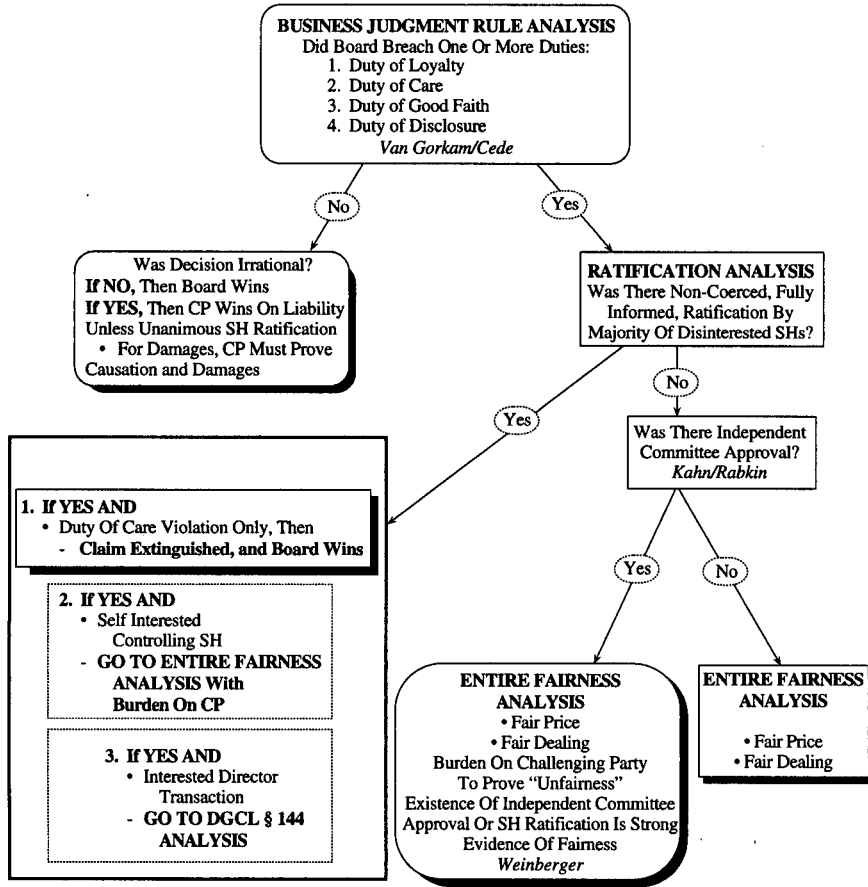 BUSINESS JUDGMENT RULE ANALYSIS
Did Board Breach One Or More Duties:
1. Duty of Loyalty
2. Duty of Care
3. Duty of Good Faith
4. Duty of Disclosure
Van Gorkam/Cede
No
Yes
Was Decision Irrational?
If NO, Then Board Wins
If YES, Then CP Wins On Liability
Unless Unanimous SH Ratification
• For Damages, CP Must Prove
Causation and Damages
RATIFICATION ANALYSIS
Was There Non-Coerced, Fully
Informed, Ratification By
Majority Of Disinterested SHs?
Yes
No
Was There Independent
Committee Approval?
Kahn/Rabkin
1. If YES AND
• Duty Of Care Violation Only, Then
- Claim Extinguished, and Board Wins
2. If YES AND
• Self Interested
Controlling SH
- GO TO ENTIRE FAIRNESS
ANALYSIS With
Burden On CP
3. If YES AND
• Interested Director
Transaction
- GO TO DGCL § 144
ANALYSIS
Yes
No
ENTIRE FAIRNESS
ANALYSIS
• Fair Price
• Fair Dealing
Burden On Challenging Party
To Prove "Unfairness"
Existence Of Independent Committee
Approval Or SH Ratification Is Strong
Evidence Of Fairness
Weinberger
ENTIRE FAIRNESS
ANALYSIS
• Fair Price
• Fair Dealing